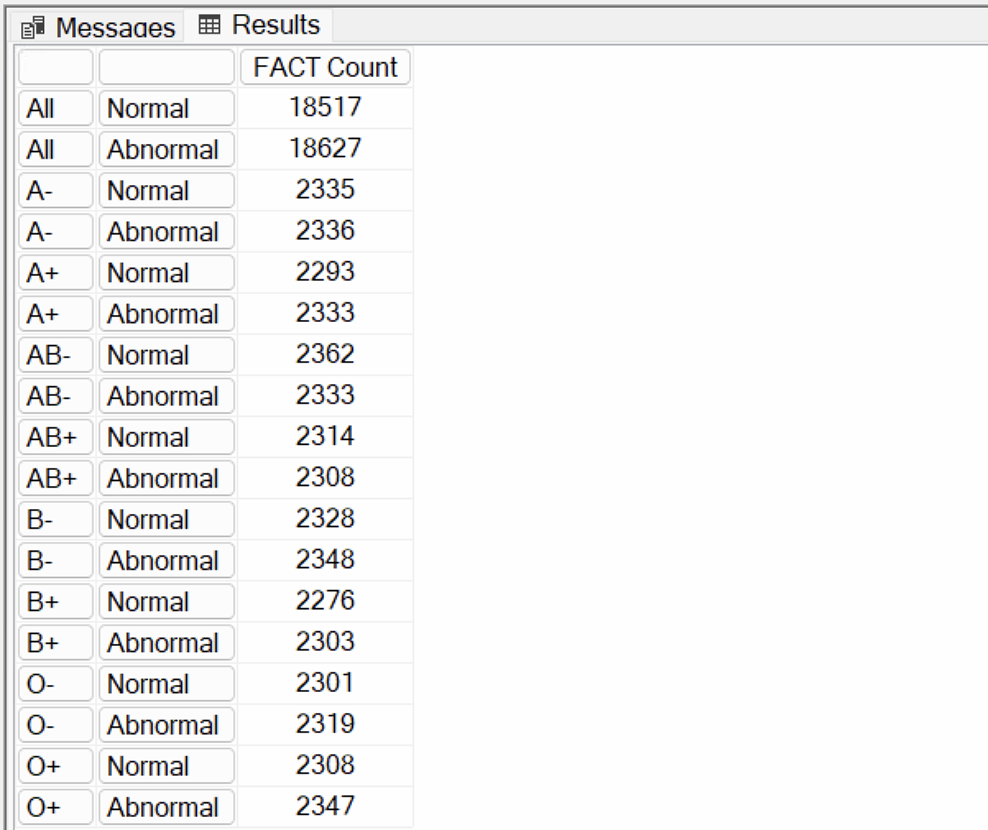 Messages Results
FACT Count
All Normal 18517
All Abnormal 18627
A- Normal 2335
A- Abnormal 2336
A+ Normal 2293
A+ Abnormal 2333
AB- Normal 2362
AB- Abnormal 2333
AB+ Normal 2314
AB+ Abnormal 2308
B- Normal 2328
B- Abnormal 2348
B+ Normal 2276
B+ Abnormal 2303
O- Normal 2301
O- Abnormal 2319
O+ Normal 2308
O+ Abnormal 2347